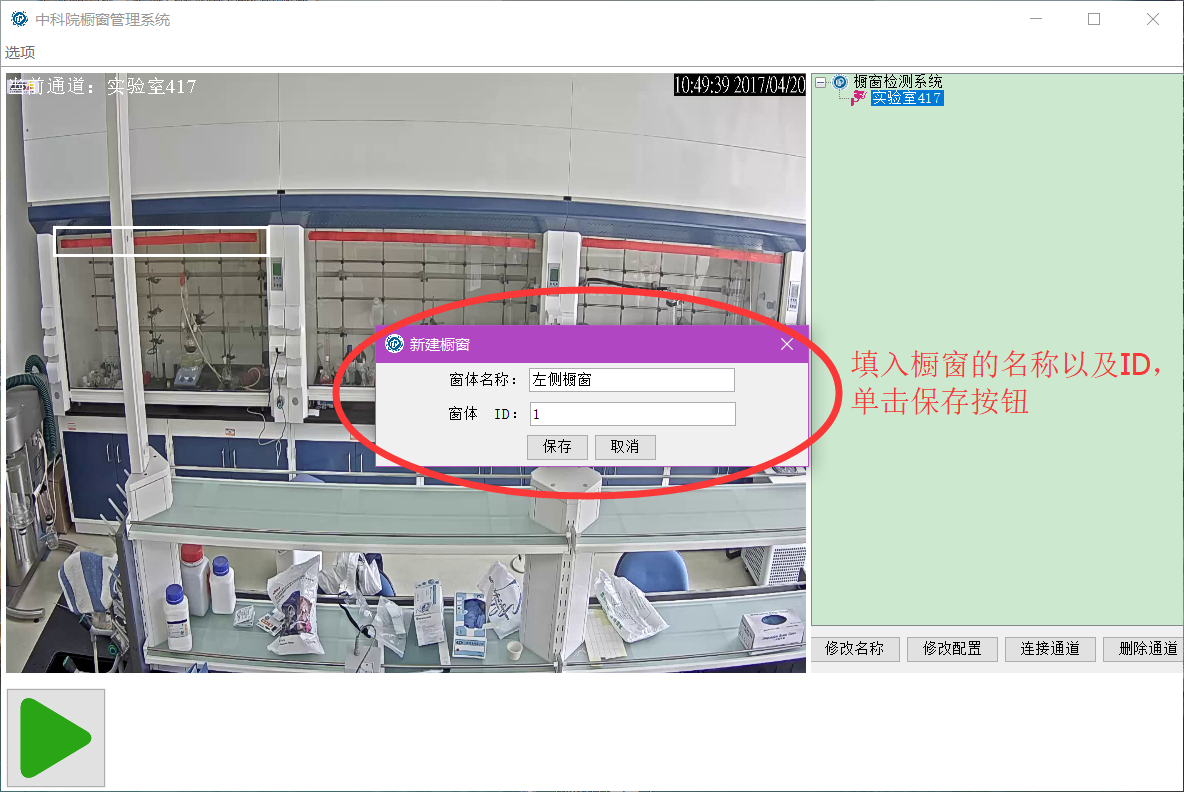 中科院橱窗管理系统
选项
当前通道：实验室417
10:49:39 2017/04/20
橱窗检测系统
实验室417
新建橱窗
窗体名称：
左侧橱窗
窗体 ID：
1
保存
取消
填入橱窗的名称以及ID，
单击保存按钮
修改名称
修改配置
连接通道
删除通道